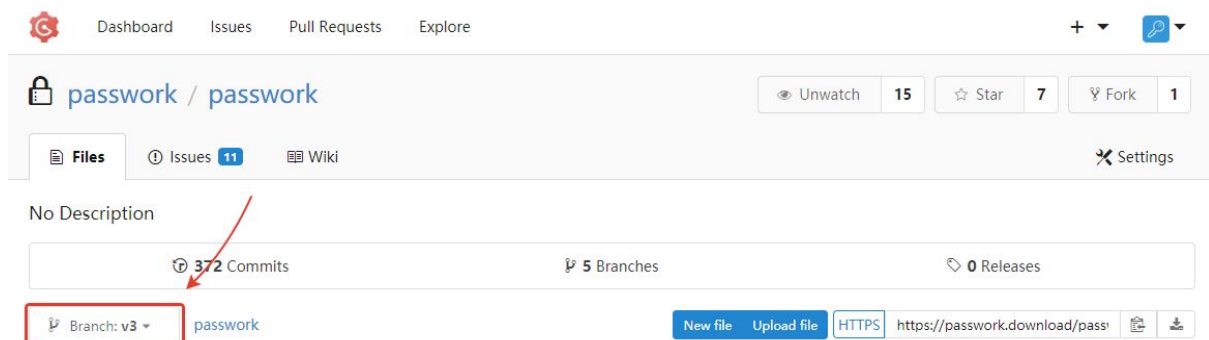 Dashboard Issues Pull Requests Explore
passwork / passwork Unwatch 15 Star 7 Fork 1
Files Issues 11 Wiki Settings
No Description
372 Commits 5 Branches 0 Releases
Branch: v3 passwork New file Upload file HTTPS https://passwork.download/pass